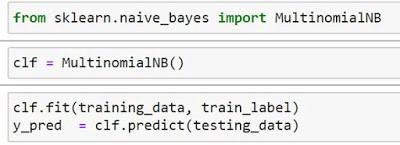 from sklearn.naive_bayes import MultinomialNB
clf = MultinomialNB()
clf.fit(training_data, train_label)
y_pred  = clf.predict(testing_data)